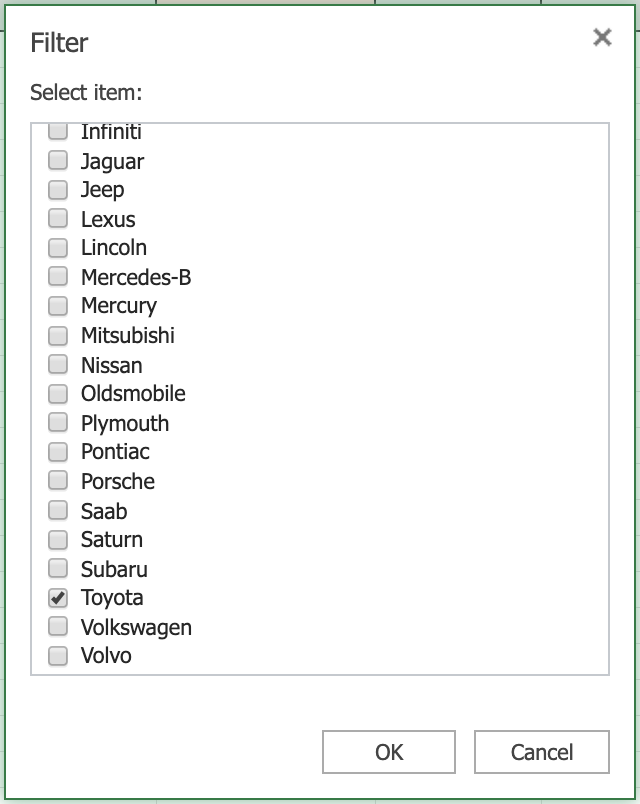 Filter
Select item:
Infiniti
Jaguar
Jeep
Lexus
Lincoln
Mercedes-B
Mercury
Mitsubishi
Nissan
Oldsmobile
Plymouth
Pontiac
Porsche
Saab
Saturn
Subaru
Toyota
Volkswagen
Volvo
OK Cancel